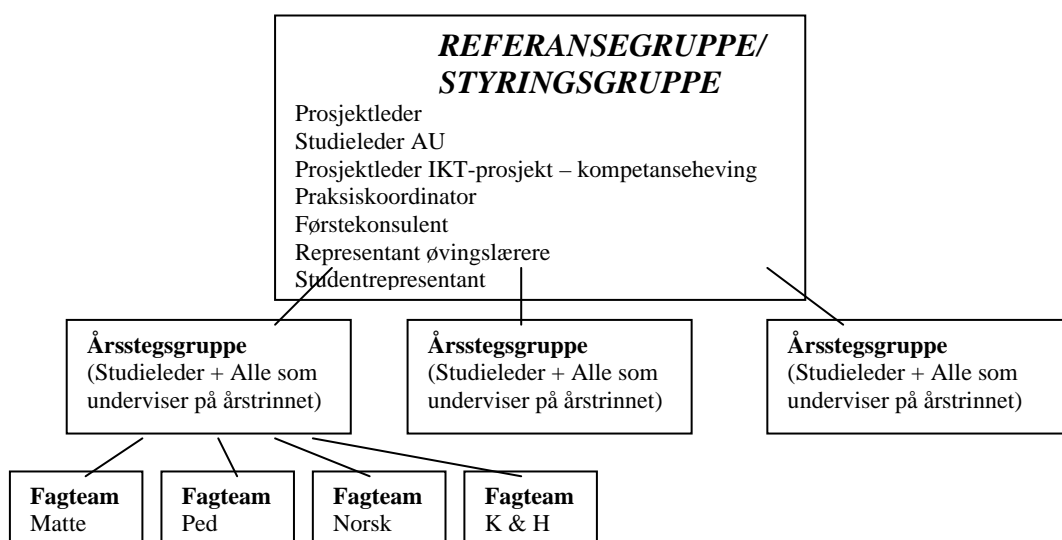 REFERANSEGRUPPE/
STYRINGSGRUPPE
Prosjektleder
Studieleder AU
Prosjektleder IKT-prosjekt – kompetanseheving
Praksiskoordinator
Førstekonsulent
Representant øvingslærere
Studentrepresentant
Årsstegsgruppe
(Studieleder + Alle som
underviser på årstrinnet)
Årsstegsgruppe
(Studieleder + Alle som
underviser på årstrinnet)
Årsstegsgruppe
(Studieleder + Alle som
underviser på årstrinnet)
Fagteam
Matte
Fagteam
Ped
Fagteam
Norsk
Fagteam
K & H